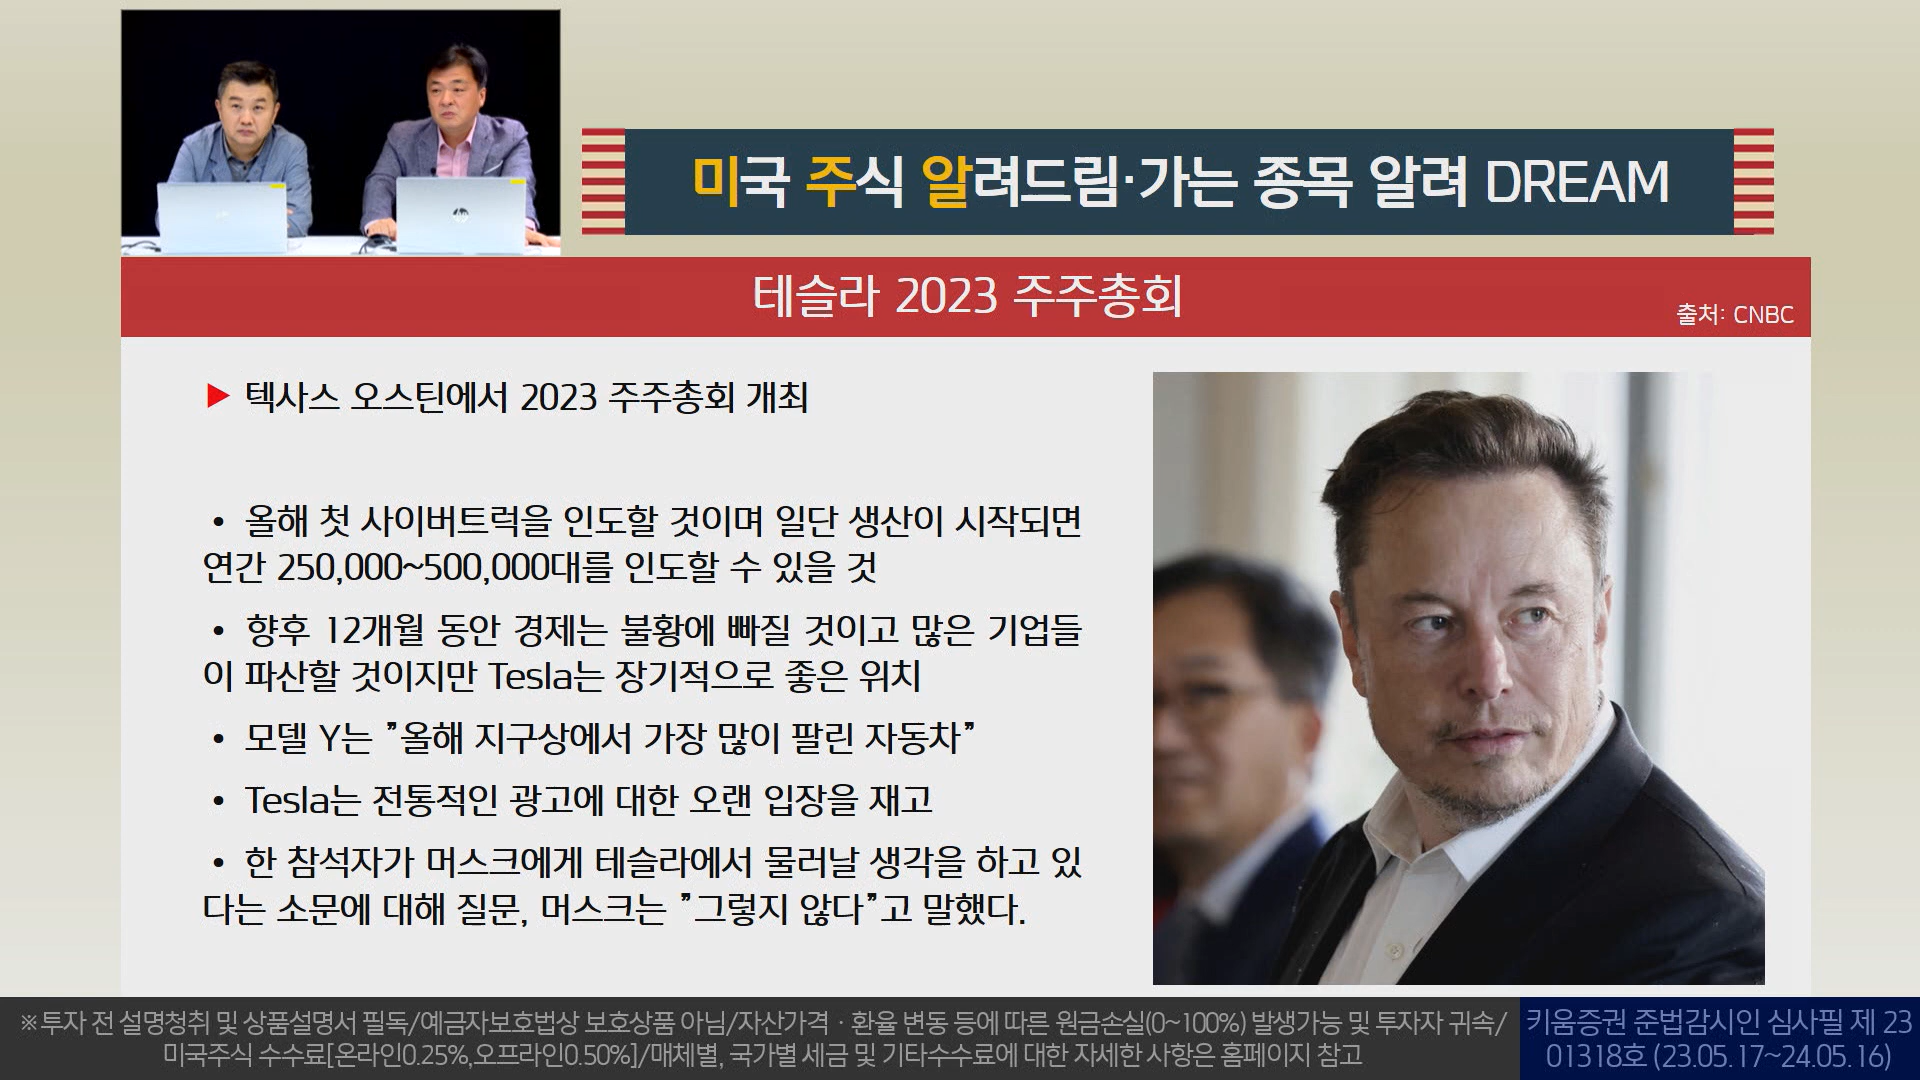 미국 주식 알려드림·가는 종목 알려 DREAM
테슬라 2023 주주총회
출처: CNBC
▶ 텍사스 오스틴에서 2023 주주총회 개최
• 올해 첫 사이버트럭을 인도할 것이며 일단 생산이 시작되면
연간 250,000~500,000대를 인도할 수 있을 것
• 향후 12개월 동안 경제는 불황에 빠질 것이고 많은 기업들
이 파산할 것이지만 Tesla는 장기적으로 좋은 위치
• 모델 Y는 ”올해 지구상에서 가장 많이 팔린 자동차”
• Tesla는 전통적인 광고에 대한 오랜 입장을 재고
• 한 참석자가 머스크에게 테슬라에서 물러날 생각을 하고 있
다는 소문에 대해 질문, 머스크는 ”그렇지 않다”고 말했다.
※투자 전 설명청취 및 상품설명서 필독/예금자보호법상 보호상품 아님/자산가격 · 환율 변동 등에 따른 원금손실(0~100%) 발생가능 및 투자자 귀속/
미국주식 수수료[온라인0.25%,오프라인0.50%]/매체별, 국가별 세금 및 기타수수료에 대한 자세한 사항은 홈페이지 참고
키움증권 준법감시인 심사필 제 23
01318호 (23.05.17~24.05.16)